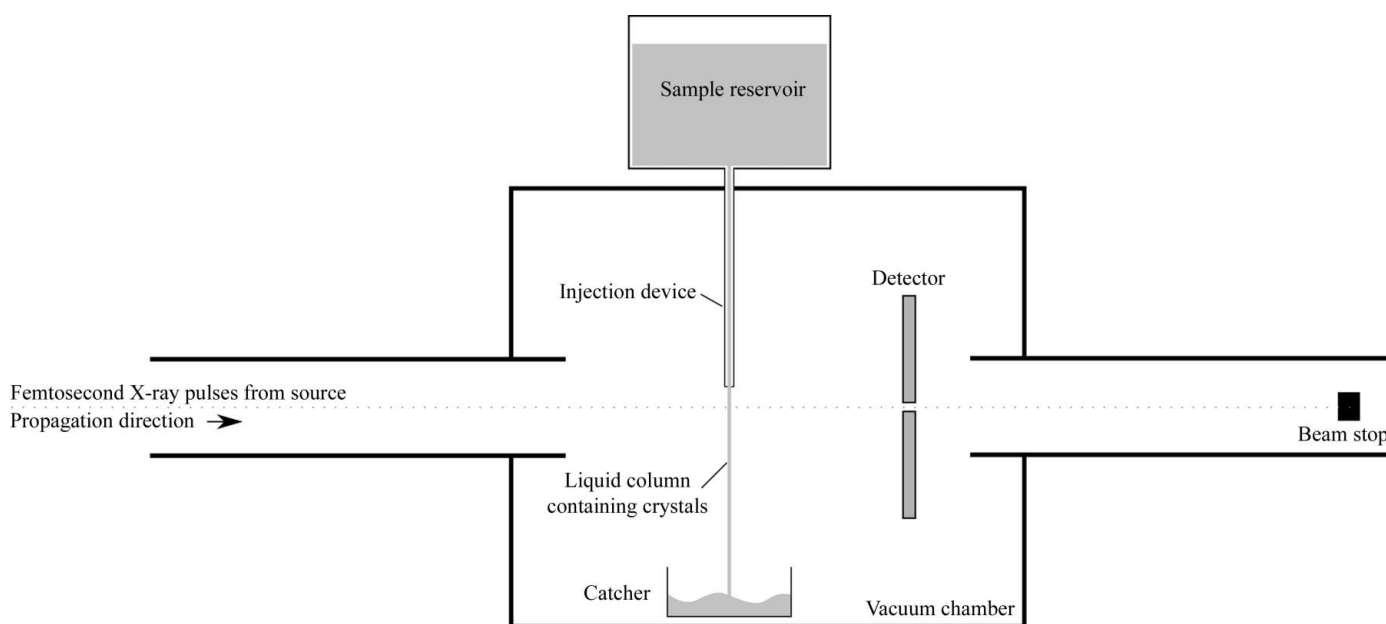 Sample reservoir
Injection device
Detector
Femtosecond X-ray pulses from source
Propagation direction
Beam stop
Liquid column
containing crystals
Catcher
Vacuum chamber